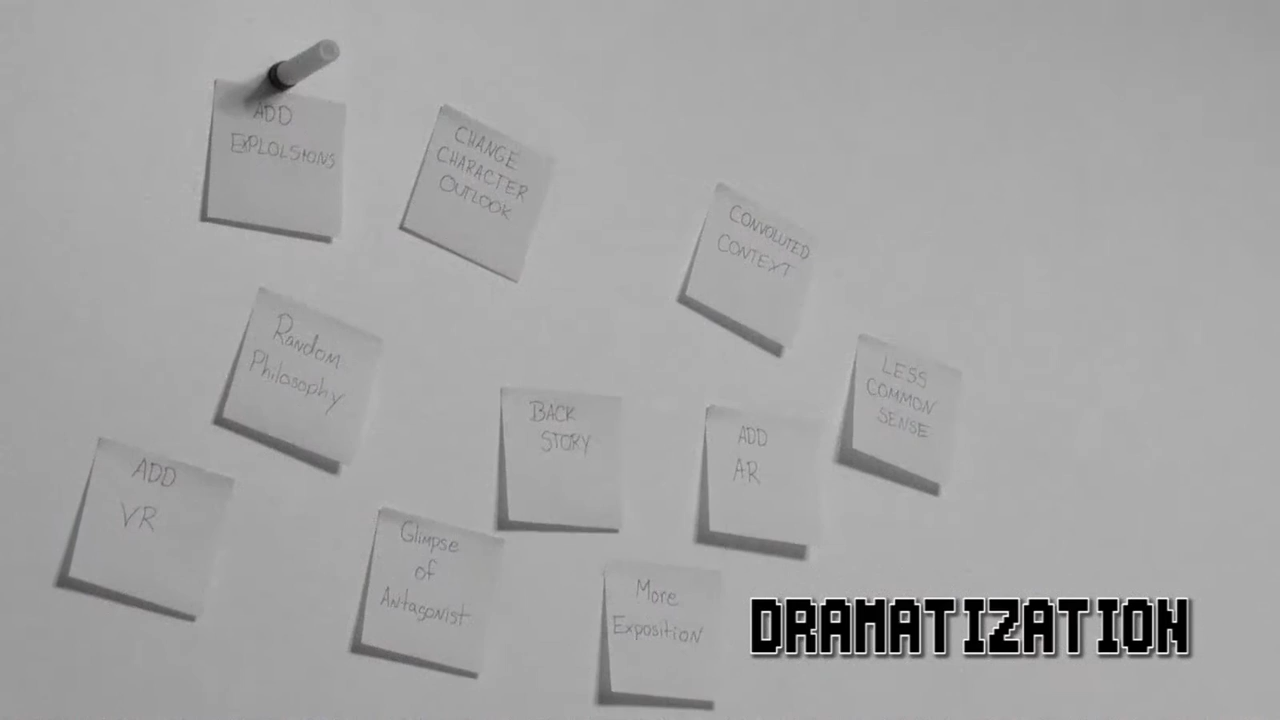 ADD
EXPLOLSIONS
CHANGE
CHARACTER
OUTLOOK
CONVOLUTED
CONTEXT
Random
Philosophy
LESS
COMMON
SENSE
BACK
STORY
ADD
AR
ADD
VR
Glimpse
of
Antagonist
More
Exposition
DRAMATIZATION